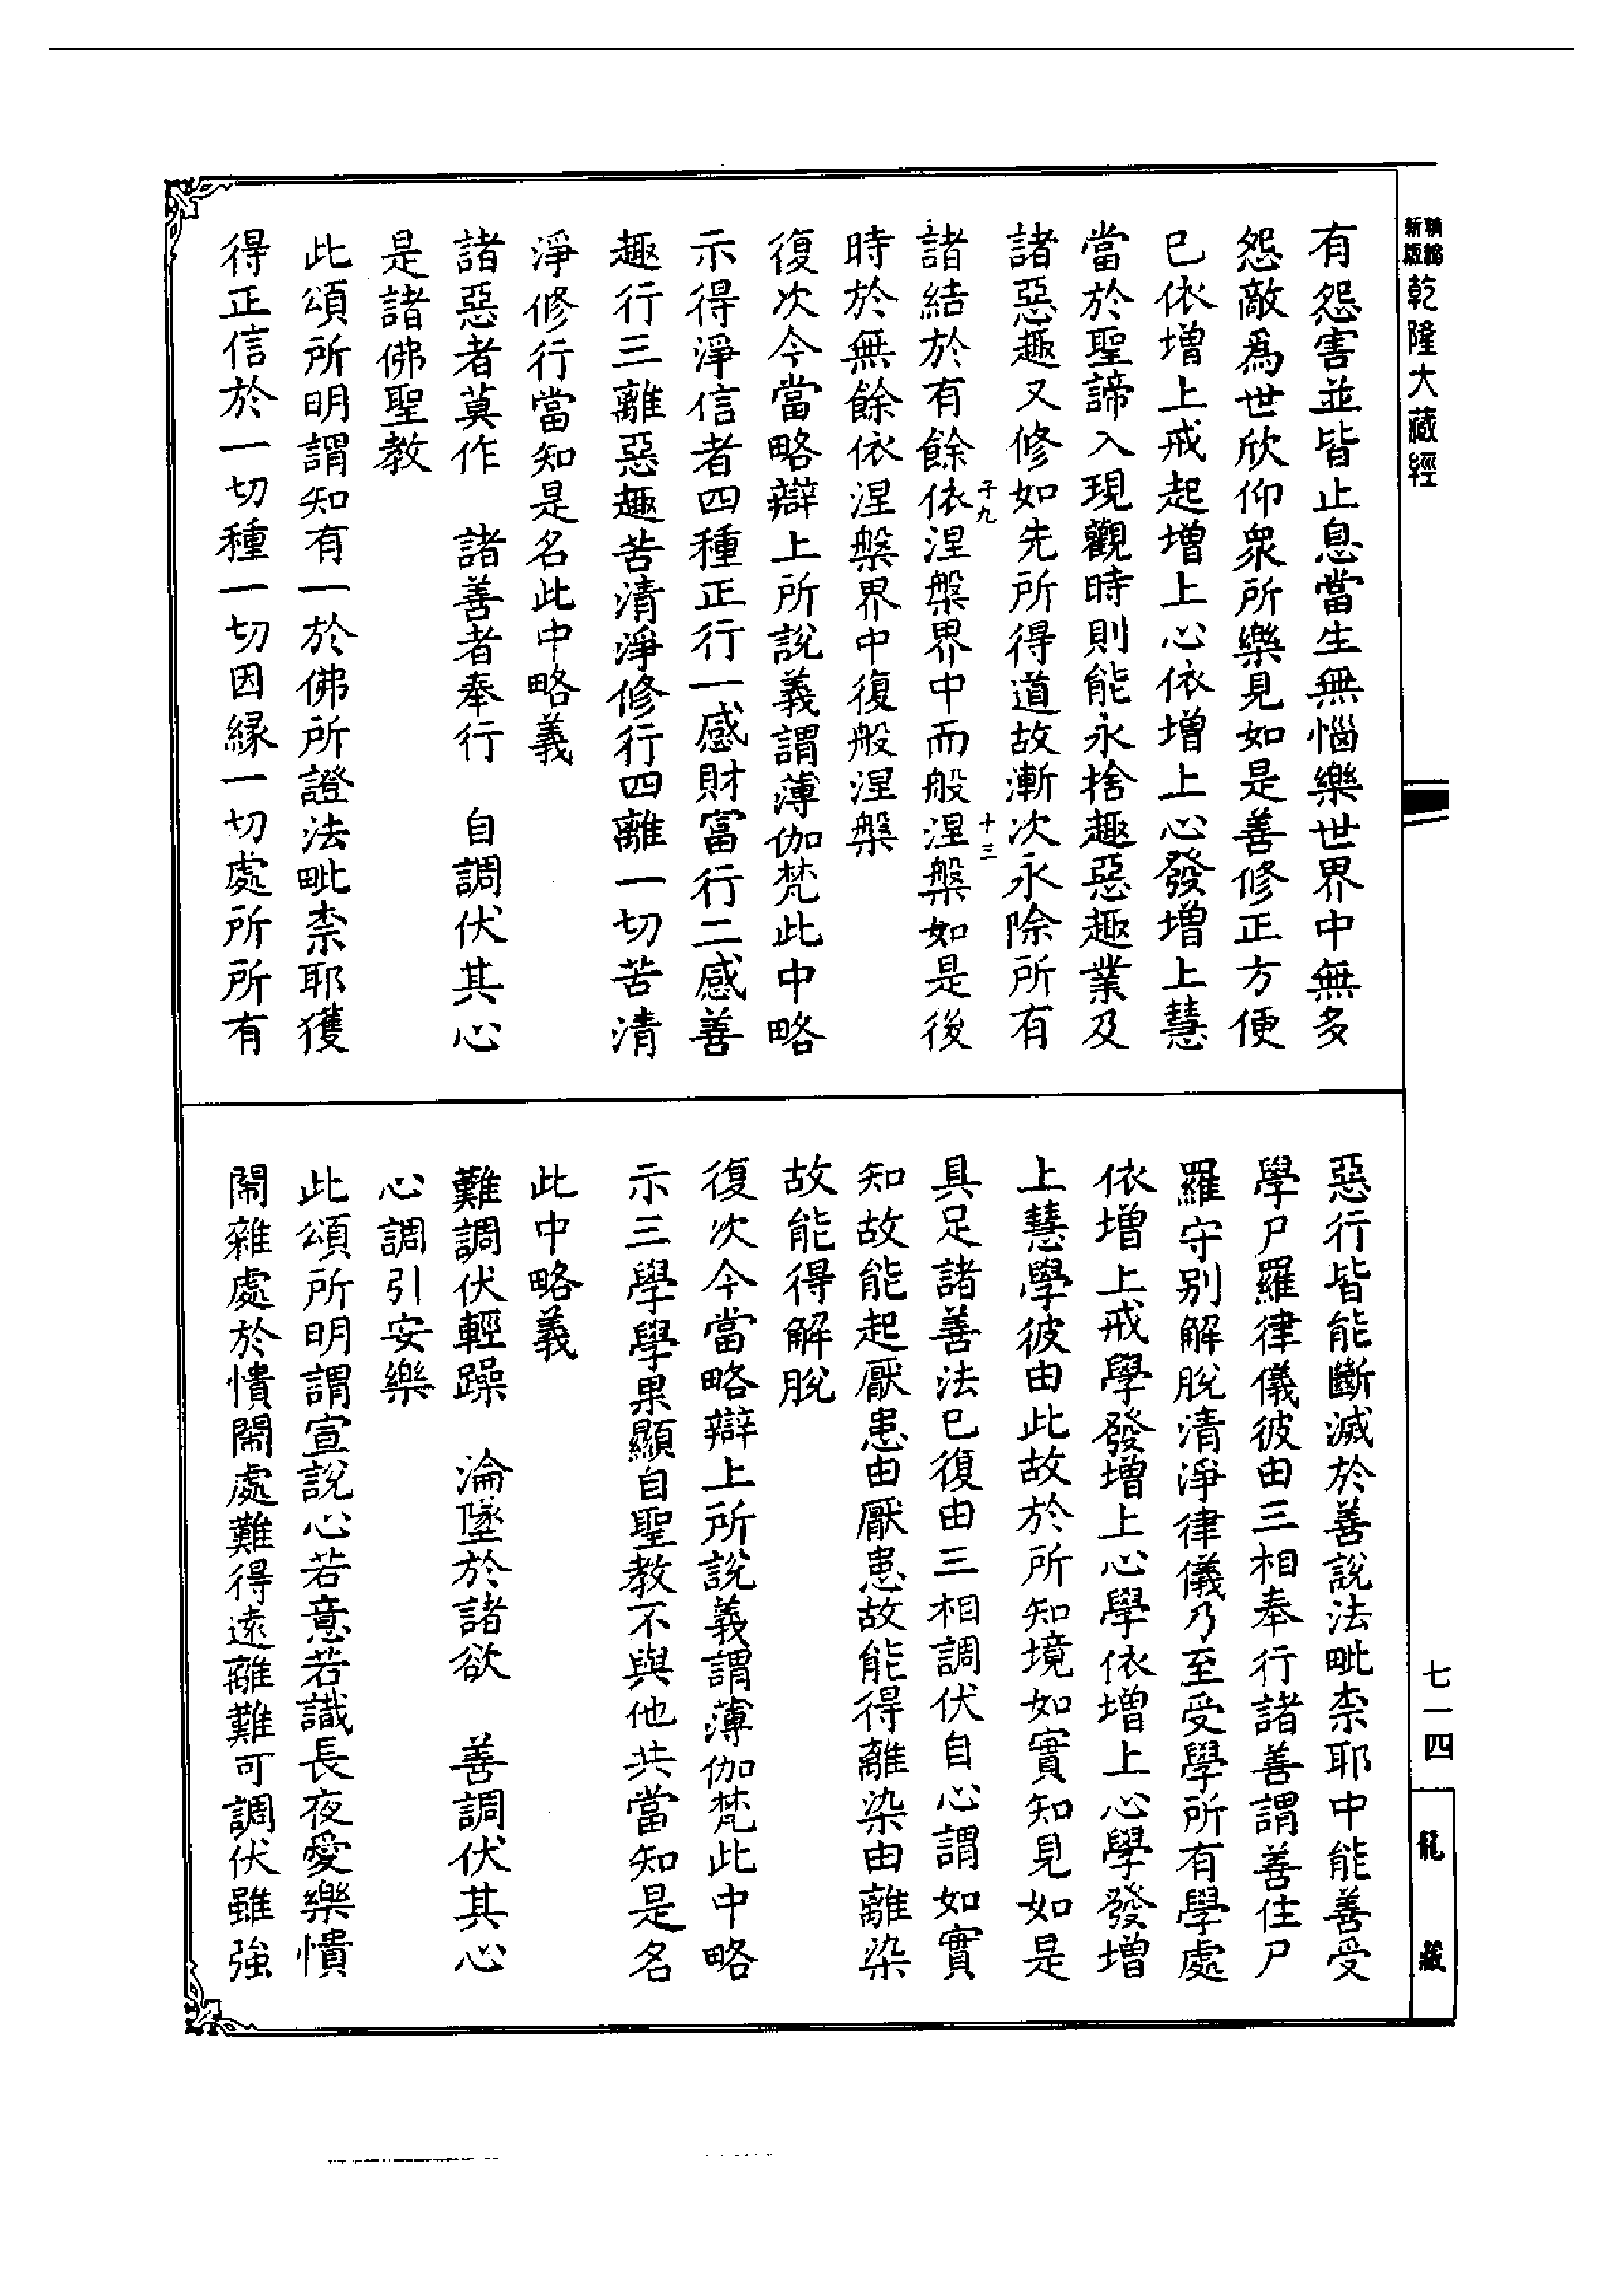 精編
新版
乾隆大藏經
有怨害並皆止息當生無惱樂世界中無多
怨敵為世欣仰衆所樂見如是善修正方便
已依增上戒起增上心依增上心發增上慧
當於聖諦入現觀時則能永捨趣惡趣業及
諸惡趣又修如先所得道故漸次永除所有
子九
十三
諸結於有餘依涅槃界中而般涅槃如是後
時於無餘依涅槃界中復般涅槃
復次今當略辯上所說義謂薄伽梵此中略
示得淨信者四種正行一感財富行二感善
趣行三離惡趣苦清淨修行四離一切苦清
淨修行當知是名此中略義
諸惡者莫作　諸善者奉行　自調伏其心
是諸佛聖教
此頌所明謂知有一於佛所證法毗柰耶獲
得正信於一切種一切因緣一切處所所有
惡行皆能斷滅於善說法毗柰耶中能善受
學尸羅律儀彼由三相奉行諸善謂善住尸
羅守別解脫清淨律儀乃至受學所有學處
依增上戒學發增上心學依增上心學發增
上慧學彼由此故於所知境如實知見如是
具足諸善法已復由三相調伏自心謂如實
知故能起厭患由厭患故能得離染由離染
故能得解脫
復次今當略辯上所說義謂薄伽梵此中略
示三學學果顯自聖教不與他共當知是名
此中略義
難調伏輕躁　淪墜於諸欲　善調伏其心
心調引安樂
此頌所明謂宣說心若意若識長夜愛樂憒
鬧雜處於憒鬧處難得遠離難可調伏雖強
七一四
龍藏